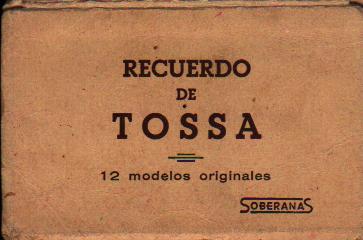 RECUERDO
DE
TOSSA
12 modelos originales
SOBERANAS